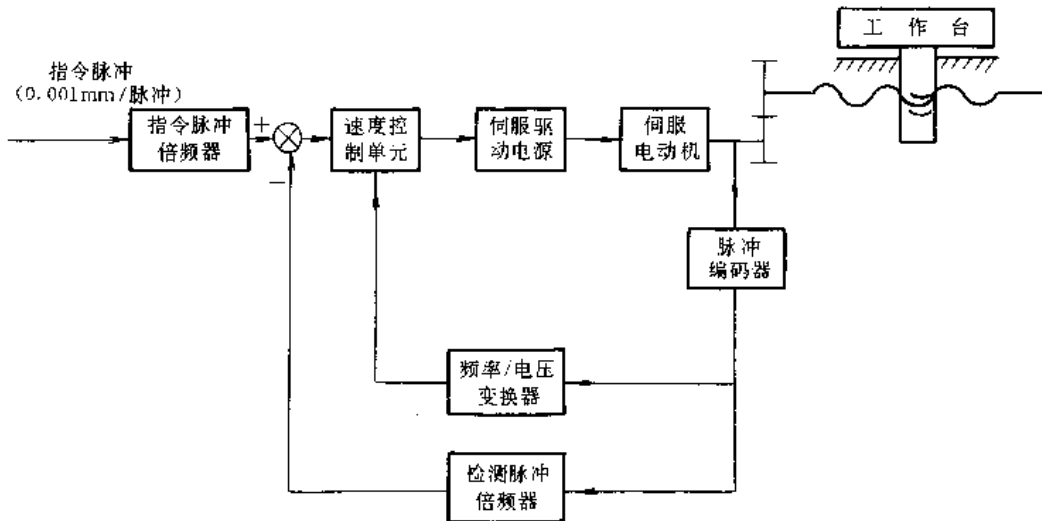 工 作 台
指令脉冲
(0.001mm/脉冲)
指令脉冲
倍频器
+
−
速度控
制单元
伺服驱
动电源
伺服
电动机
脉冲
编码器
频率/电压
变换器
检测脉冲
倍频器